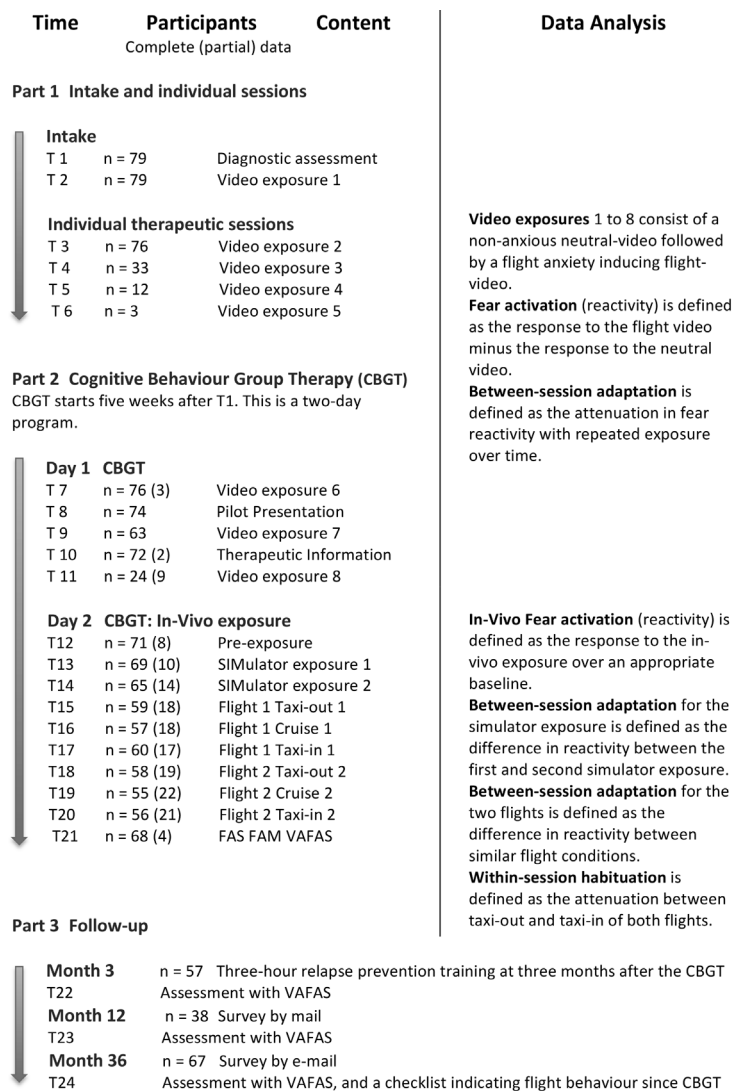 Time Participants Content Data Analysis
Complete (partial) data
Part 1 Intake and individual sessions
Intake
T 1 n = 79 Diagnostic assessment
T 2 n = 79 Video exposure 1
Individual therapeutic sessions
T 3 n = 76 Video exposure 2
T 4 n = 33 Video exposure 3
T 5 n = 12 Video exposure 4
T 6 n = 3 Video exposure 5
Part 2 Cognitive Behaviour Group Therapy (CBGT)
CBGT starts five weeks after T1. This is a two-day
program.
Day 1 CBGT
T 7 n = 76 (3) Video exposure 6
T 8 n = 74 Pilot Presentation
T 9 n = 63 Video exposure 7
T 10 n = 72 (2) Therapeutic Information
T 11 n = 24 (9 Video exposure 8
Day 2 CBGT: In-Vivo exposure
T12 n = 71 (8) Pre-exposure
T13 n = 69 (10) SIMulator exposure 1
T14 n = 65 (14) SIMulator exposure 2
T15 n = 59 (18) Flight 1 Taxi-out 1
T16 n = 57 (18) Flight 1 Cruise 1
T17 n = 60 (17) Flight 1 Taxi-in 1
T18 n = 58 (19) Flight 2 Taxi-out 2
T19 n = 55 (22) Flight 2 Cruise 2
T20 n = 56 (21) Flight 2 Taxi-in 2
T21 n = 68 (4) FAS FAM VAFAS
Video exposures 1 to 8 consist of a
non-anxious neutral-video followed
by a flight anxiety inducing flight-
video.
Fear activation (reactivity) is defined
as the response to the flight video
minus the response to the neutral
video.
Between-session adaptation is
defined as the attenuation in fear
reactivity with repeated exposure
over time.
In-Vivo Fear activation (reactivity) is
defined as the response to the in-
vivo exposure over an appropriate
baseline.
Between-session adaptation for the
simulator exposure is defined as the
difference in reactivity between the
first and second simulator exposure.
Between-session adaptation for the
two flights is defined as the
difference in reactivity between
similar flight conditions.
Within-session habituation is
defined as the attenuation between
taxi-out and taxi-in of both flights.
Part 3 Follow-up
Month 3 n = 57 Three-hour relapse prevention training at three months after the CBGT
T22 Assessment with VAFAS
Month 12 n = 38 Survey by mail
T23 Assessment with VAFAS
Month 36 n = 67 Survey by e-mail
T24 Assessment with VAFAS, and a checklist indicating flight behaviour since CBGT